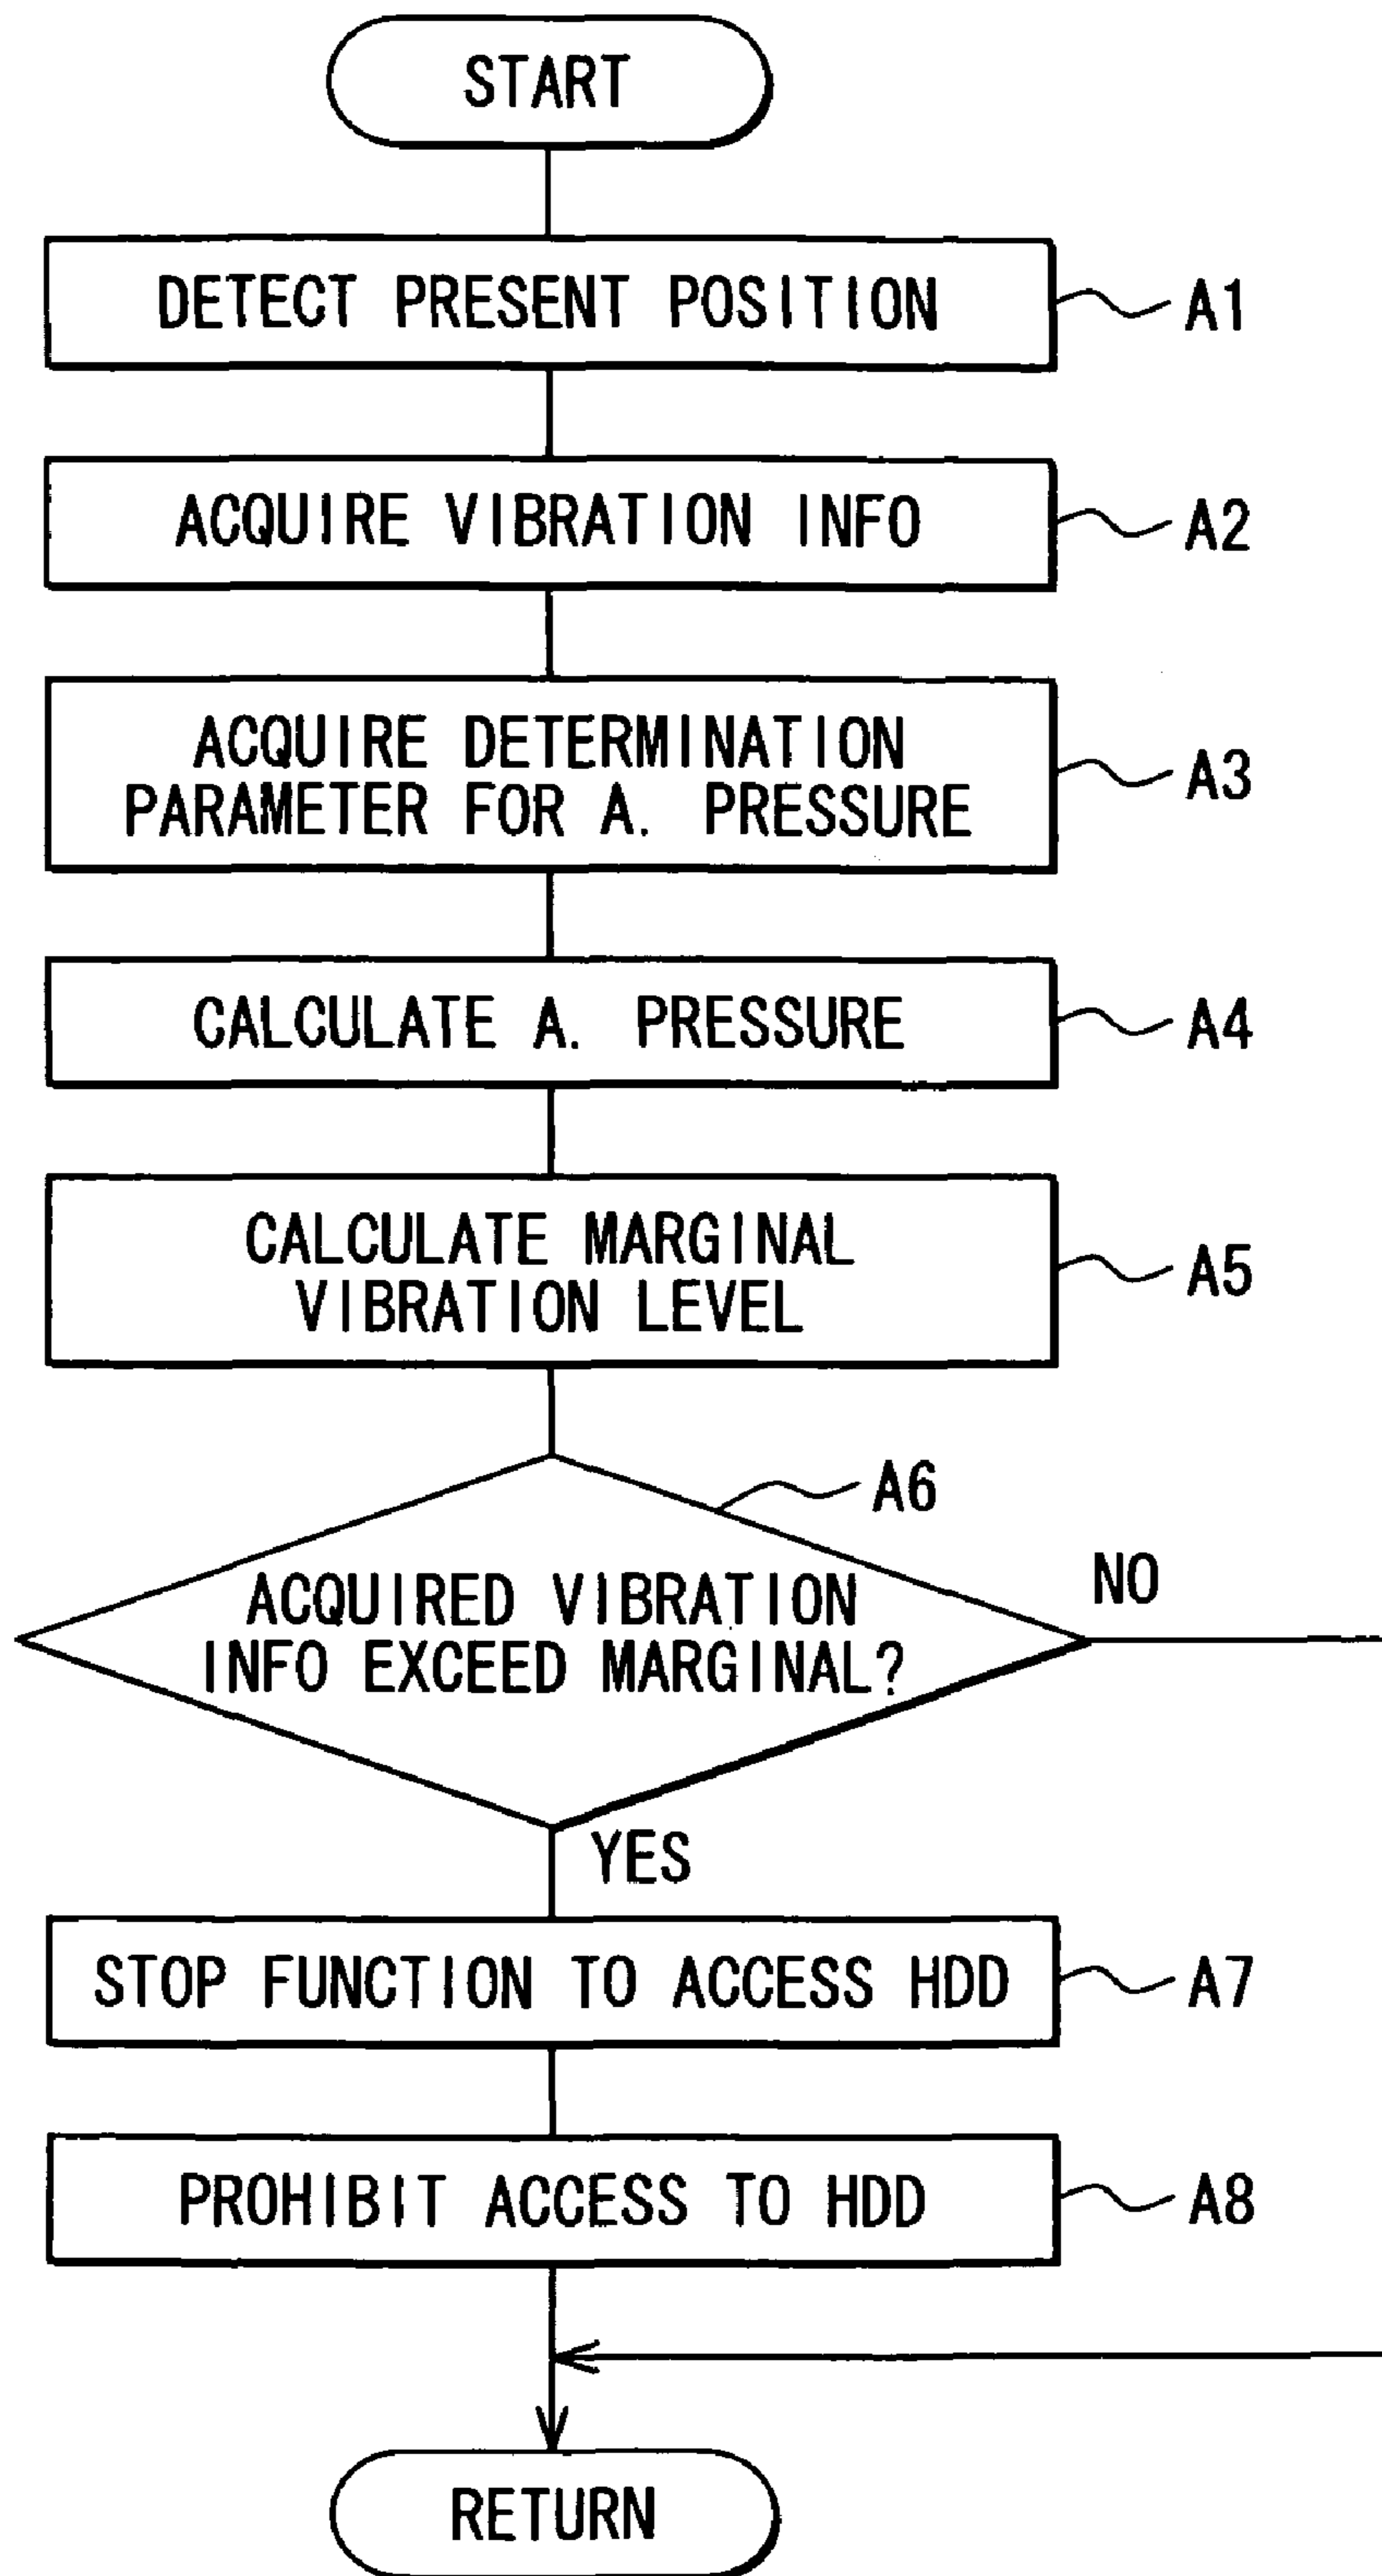 START
DETECT PRESENT POSITION
A1
ACQUIRE VIBRATION INFO
A2
ACQUIRE DETERMINATION
PARAMETER FOR A. PRESSURE
A3
CALCULATE A. PRESSURE
A4
CALCULATE MARGINAL
VIBRATION LEVEL
A5
A6
ACQUIRED VIBRATION
INFO EXCEED MARGINAL?
NO
YES
STOP FUNCTION TO ACCESS HDD
A7
PROHIBIT ACCESS TO HDD
A8
RETURN